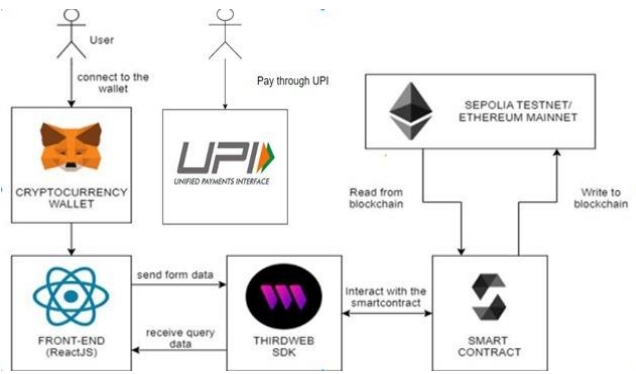 User
connect to the
wallet
Pay through UPI
CRYPTOCURRENCY
WALLET
UPI
UNIFIED PAYMENTS INTERFACE
SEPOLIA TESTNET/
ETHEREUM MAINNET
Read from
blockchain
Write to
blockchain
send form data
receive query
data
Interact with the
smartcontract
FRONT-END
(ReactJS)
THIRDWEB
SDK
SMART
CONTRACT